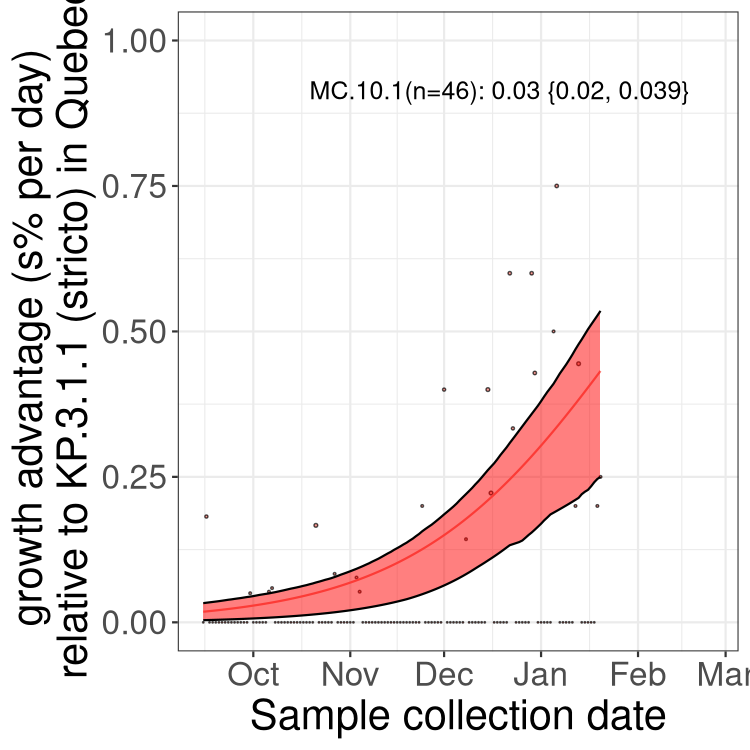 growth advantage (s% per day)
relative to KP.3.1.1 (stricto) in Quebec
1.00
0.75
0.50
0.25
0.00
MC.10.1(n=46): 0.03 {0.02, 0.039}
Oct Nov Dec Jan Feb Mar
Sample collection date